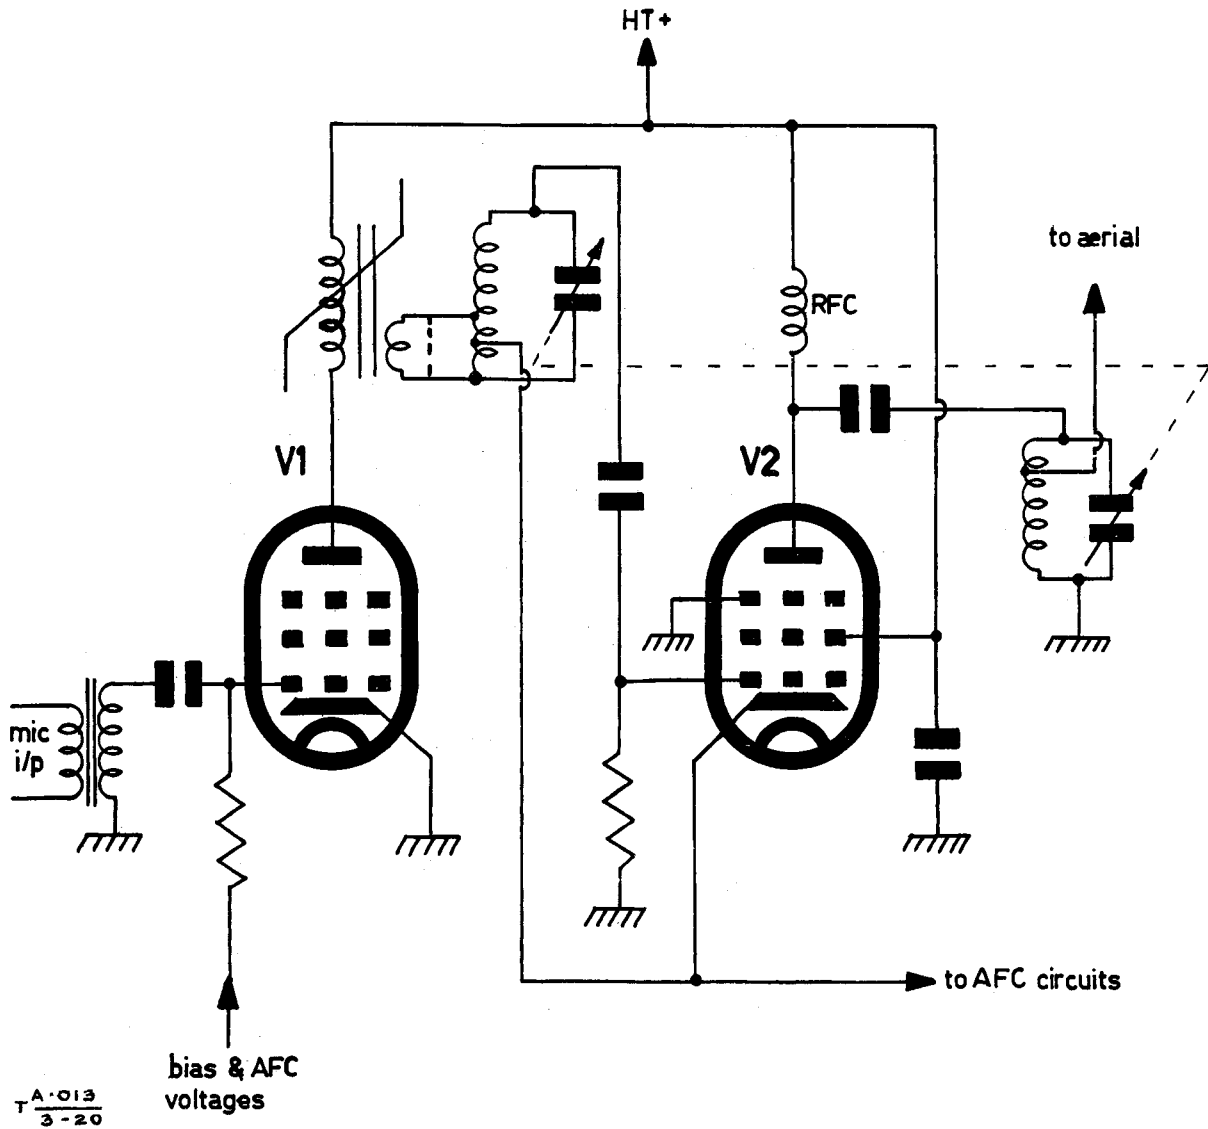 HT+
to aerial
RFC
V1
V2
mic
i/p
to AFC circuits
bias & AFC
voltages
T A·013
3-20